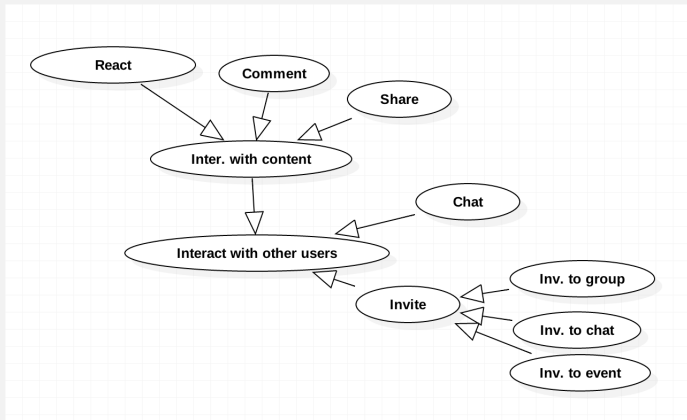 React
Comment
Share
Inter. with content
Chat
Interact with other users
Inv. to group
Invite
Inv. to chat
Inv. to event